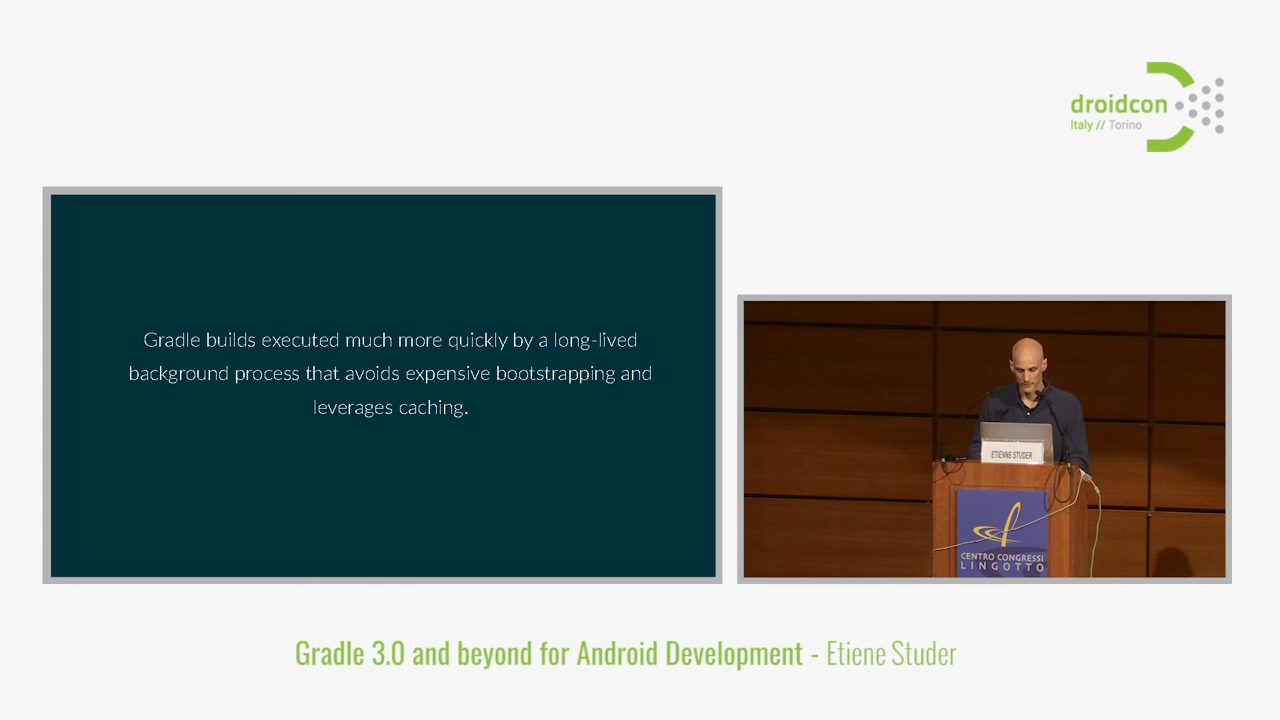 droidcon
Italy // Torino
Gradle builds executed much more quickly by a long-lived
background process that avoids expensive bootstrapping and
leverages caching.
ETIENNE STUDER
CENTRO CONGRESSI
LINGOTTO
Gradle 3.0 and beyond for Android Development - Etiene Studer